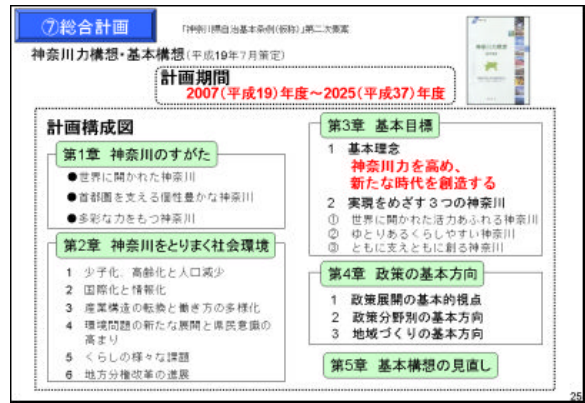 ⑦総合計画
「神奈川県自治基本条例(仮称)」第二次素案
神奈川力構想・基本構想(平成19年7月策定)
神奈川力構想
計画期間
2007(平成19)年度～2025(平成37)年度
計画構成図
第1章 神奈川のすがた
●世界に開かれた神奈川
●首都圏を支える個性豊かな神奈川
●多彩な力をもつ神奈川
第2章 神奈川をとりまく社会環境
1 少子化、高齢化と人口減少
2 国際化と情報化
3 産業構造の転換と働き方の多様化
4 環境問題の新たな展開と県民意識の
高まり
5 くらしの様々な課題
6 地方分権改革の進展
第3章 基本目標
1 基本理念
神奈川力を高め、
新たな時代を創造する
2 実現をめざす3つの神奈川
① 世界に開かれた活力あふれる神奈川
② ゆとりあるくらしやすい神奈川
③ ともに支えともに創る神奈川
第4章 政策の基本方向
1 政策展開の基本的視点
2 政策分野別の基本方向
3 地域づくりの基本方向
第5章 基本構想の見直し
25